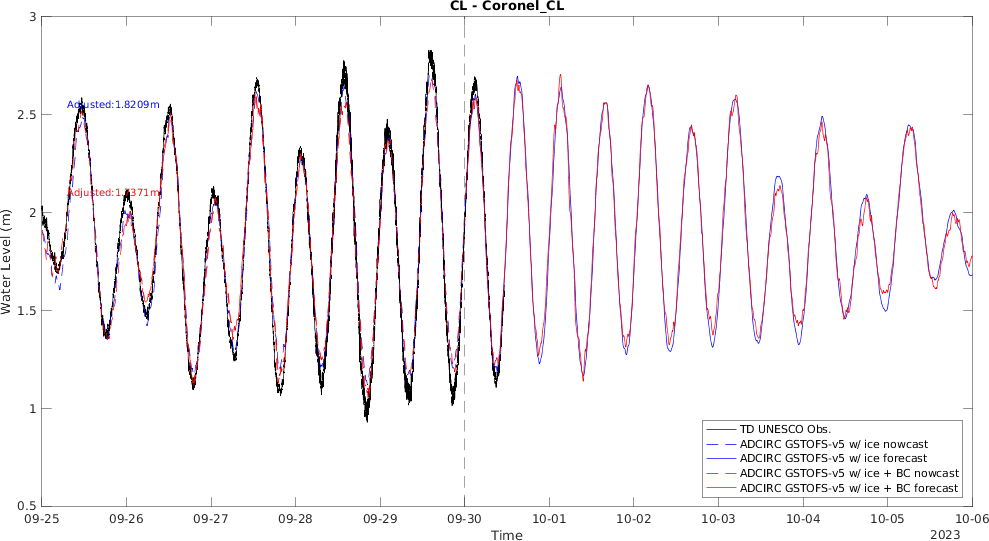 CL - Coronel_CL
3
2.5
2
1.5
1
0.5
Water Level (m)
Adjusted:1.8209m
09-25
09-26
09-27
09-28
09-29
09-30
10-01
10-02
10-03
10-04
10-05
10-06
Time
2023
TD UNESCO Obs.
ADCIRC GSTOFS-v5 w/ ice nowcast
ADCIRC GSTOFS-v5 w/ ice forecast
ADCIRC GSTOFS-v5 w/ ice + BC nowcast
ADCIRC GSTOFS-v5 w/ ice + BC forecast